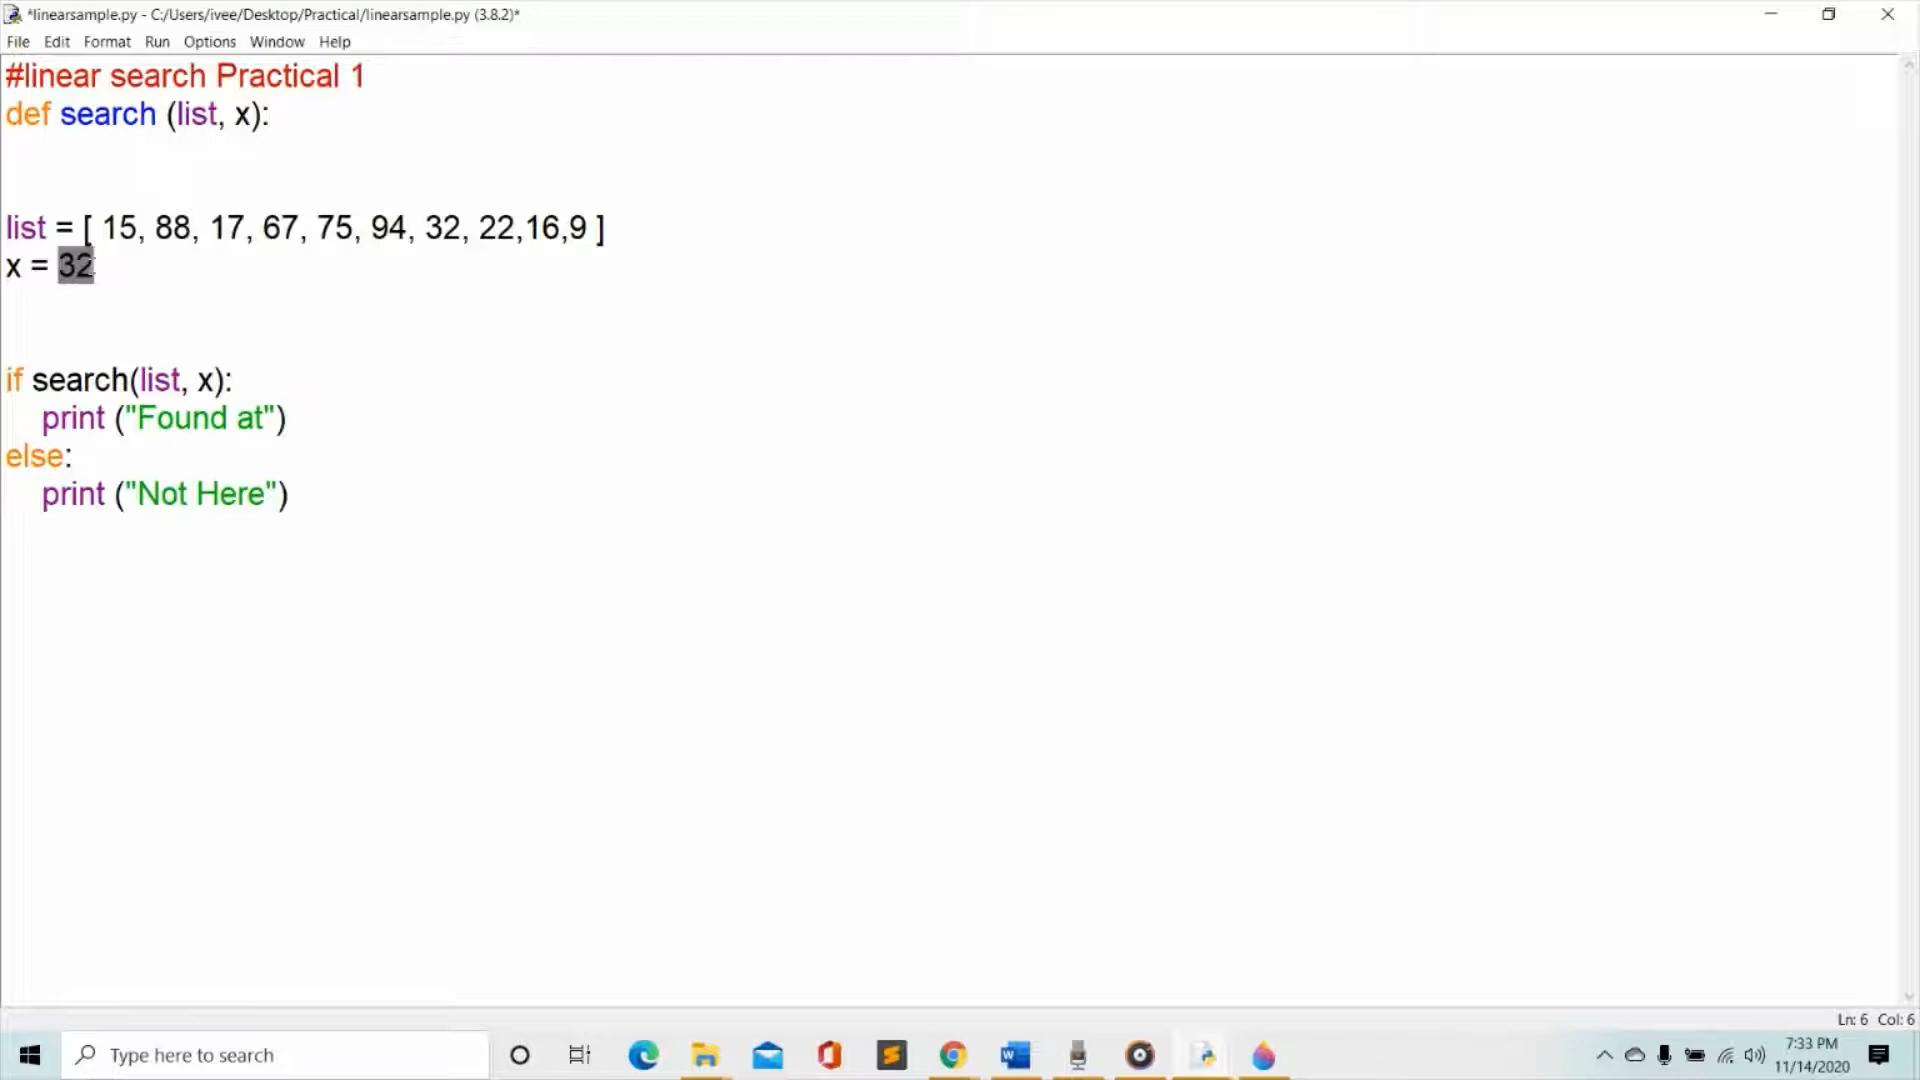 *linearsample.py - C:/Users/ivee/Desktop/Practical/linearsample.py (3.8.2)*
File Edit Format Run Options Window Help
#linear search Practical 1
def search (list, x):
list = [ 15, 88, 17, 67, 75, 94, 32, 22,16,9 ]
x = 32
if search(list, x):
    print ("Found at")
else:
    print ("Not Here")
Ln: 6 Col: 6
Type here to search
7:33 PM
11/14/2020